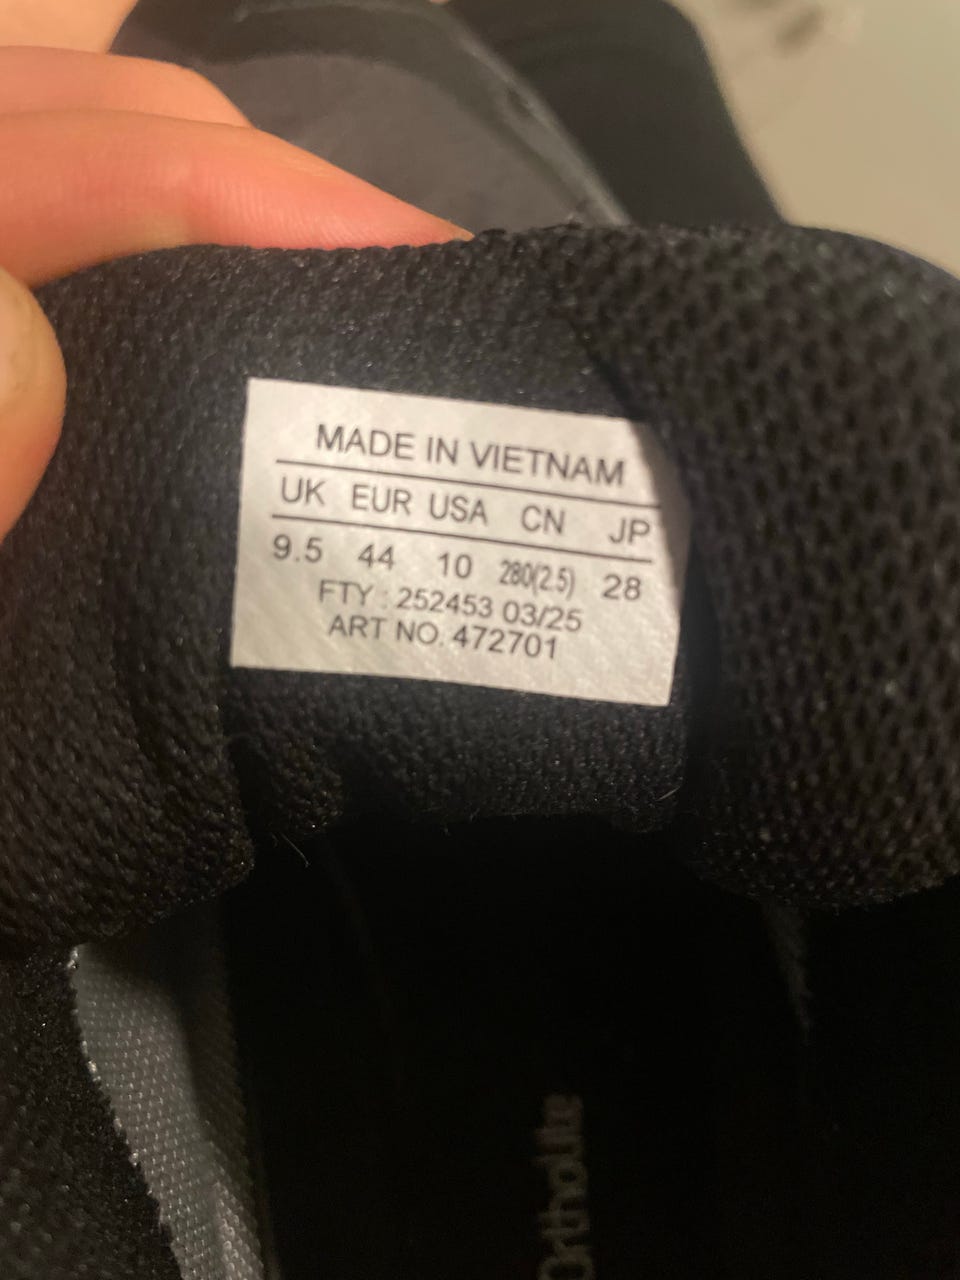 MADE IN VIETNAM
UK EUR USA CN JP
9.5 44 10 280(2.5) 28
FTY : 252453 03/25
ART NO. 472701
Ortholite